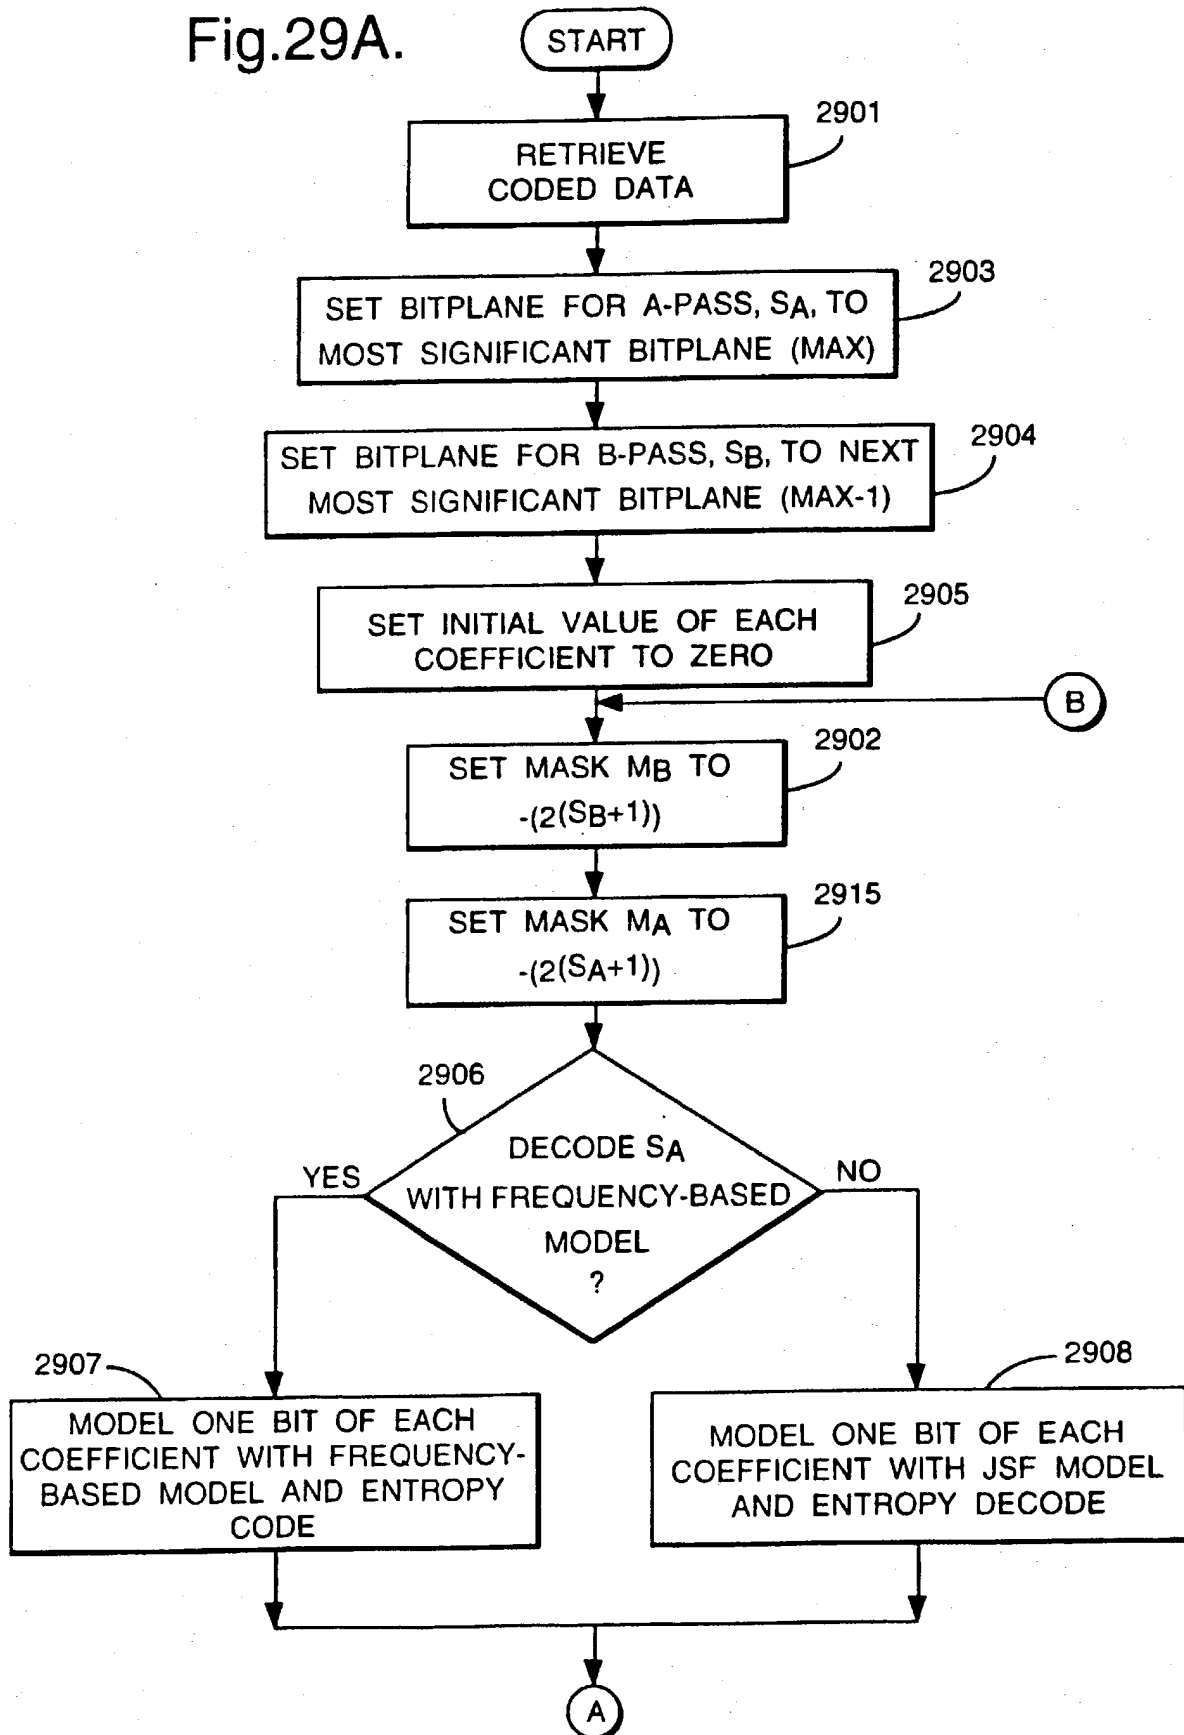 Fig.29A.
START
2901
RETRIEVE
CODED DATA
2903
SET BITPLANE FOR A-PASS, SA, TO
MOST SIGNIFICANT BITPLANE (MAX)
2904
SET BITPLANE FOR B-PASS, SB, TO NEXT
MOST SIGNIFICANT BITPLANE (MAX-1)
2905
SET INITIAL VALUE OF EACH
COEFFICIENT TO ZERO
B
2902
SET MASK MB TO
-(2(SB+1))
2915
SET MASK MA TO
-(2(SA+1))
2906
DECODE SA
WITH FREQUENCY-BASED
MODEL
?
YES
NO
2907
MODEL ONE BIT OF EACH
COEFFICIENT WITH FREQUENCY-
BASED MODEL AND ENTROPY
CODE
2908
MODEL ONE BIT OF EACH
COEFFICIENT WITH JSF MODEL
AND ENTROPY DECODE
A